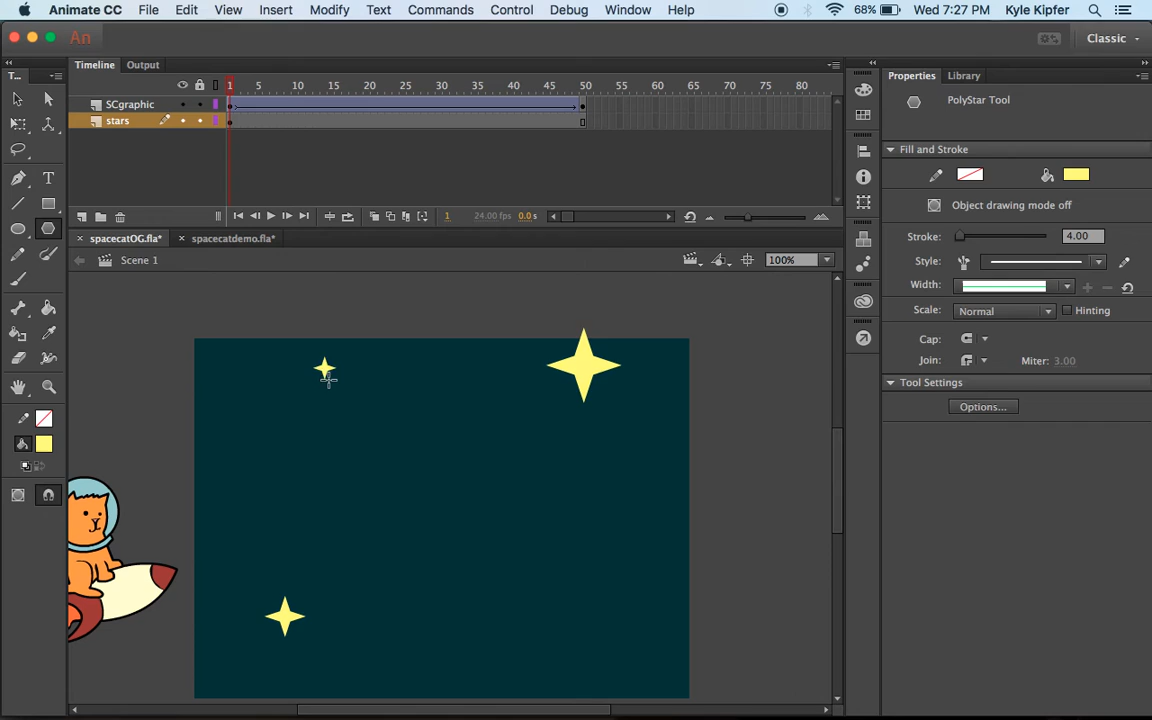 Animate CC File Edit View Insert Modify Text Commands Control Debug Window Help 68% Wed 7:27 PM Kyle Kipfer
An Classic
T... Timeline Output Properties Library
1 5 10 15 20 25 30 35 40 45 50 55 60 65 70 75 80
SCgraphic PolyStar Tool
stars
Fill and Stroke
Object drawing mode off
1 24.00 fps 0.0 s
spacecatOG.fla* spacecatdemo.fla* Stroke: 4.00
Scene 1 100% Style:
Width:
Scale: Normal Hinting
Cap:
Join: Miter: 3.00
Tool Settings
Options...